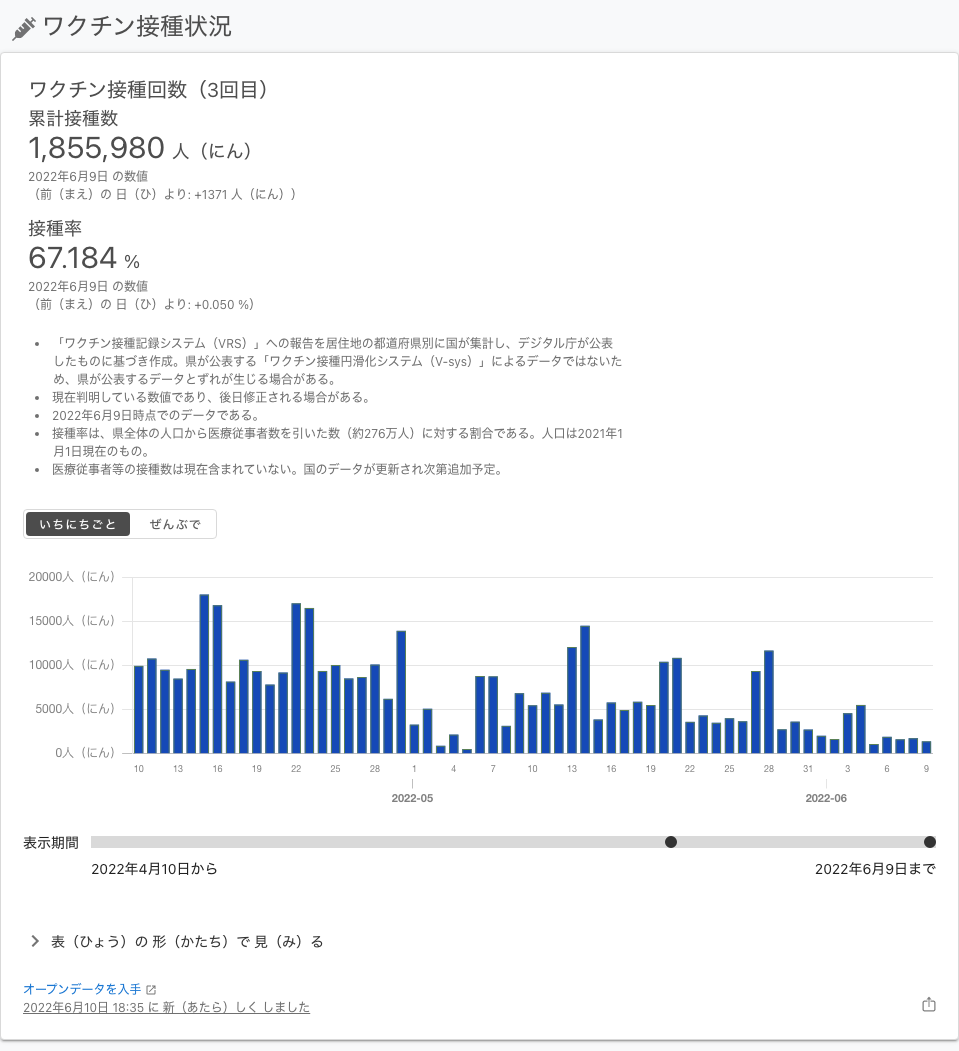 ワクチン接種状況
ワクチン接種回数（3回目）
累計接種数
1,855,980 人（にん）
2022年6月9日 の数値
（前（まえ）の 日（ひ）より: +1371 人（にん））
接種率
67.184 %
2022年6月9日 の数値
（前（まえ）の 日（ひ）より: +0.050 %）
• 「ワクチン接種記録システム（VRS）」への報告を居住地の都道府県別に国が集計し、デジタル庁が公表
したものに基づき作成。県が公表する「ワクチン接種円滑化システム（V-sys）」によるデータではないた
め、県が公表するデータとずれが生じる場合がある。
• 現在判明している数値であり、後日修正される場合がある。
• 2022年6月9日時点でのデータである。
• 接種率は、県全体の人口から医療従事者数を引いた数（約276万人）に対する割合である。人口は2021年1
月1日現在のもの。
• 医療従事者等の接種数は現在含まれていない。国のデータが更新され次第追加予定。
いちにちごと ぜんぶで
20000人（にん）
15000人（にん）
10000人（にん）
5000人（にん）
0人（にん）
10 13 16 19 22 25 28 1 4 7 10 13 16 19 22 25 28 31 3 6 9
2022-05 2022-06
表示期間
2022年4月10日から 2022年6月9日まで
表（ひょう）の 形（かたち）で 見（み）る
オープンデータを入手
2022年6月10日 18:35 に 新（あたら）しく しました